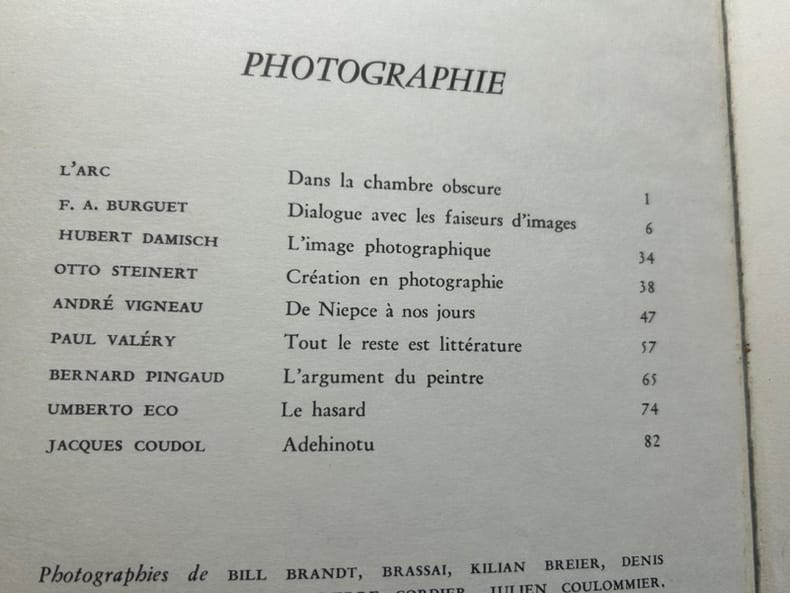 PHOTOGRAPHIE
L'ARC Dans la chambre obscure 1
F. A. BURGUET Dialogue avec les faiseurs d'images 6
HUBERT DAMISCH L'image photographique 34
OTTO STEINERT Création en photographie 38
ANDRÉ VIGNEAU De Niepce à nos jours 47
PAUL VALÉRY Tout le reste est littérature 57
BERNARD PINGAUD L'argument du peintre 65
UMBERTO ECO Le hasard 74
JACQUES COUDOL Adehinotu 82
Photographies de BILL BRANDT, BRASSAI, KILIAN BREIER, DENIS
CORDIER, JULIEN COULOMMIER,